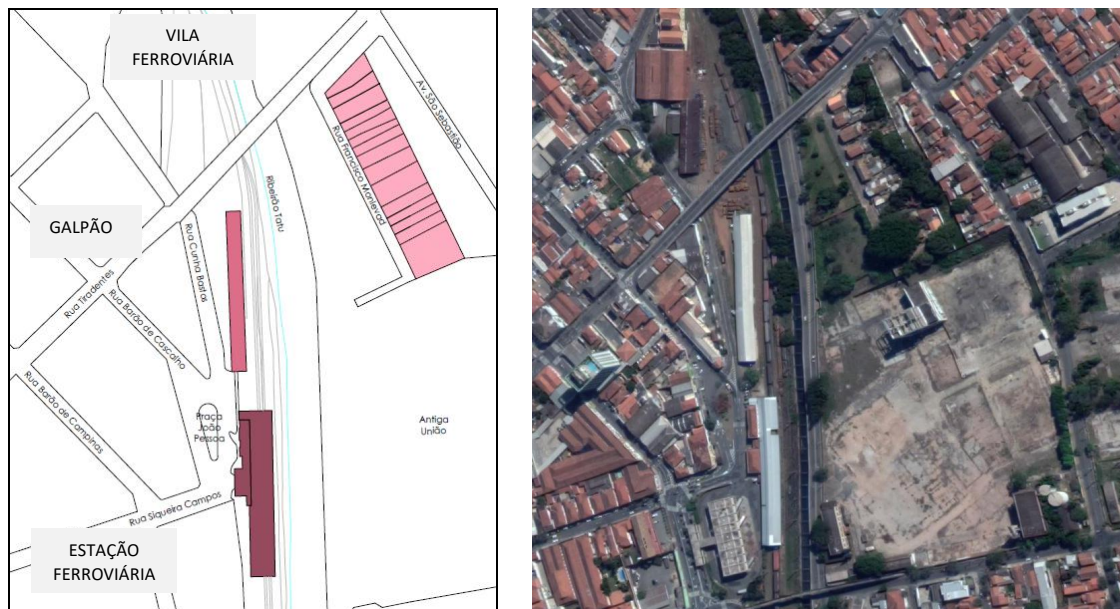 VILA
FERROVIÁRIA
Av. São Sebastião
Rua Francisco Manlevad
Ribeirão Tatu
GALPÃO
Rua Cunha Bastos
Rua Tiradentes
Rua Barão de Cascalho
Rua Barão de Campinas
Praça
João
Pessoa
Antiga
União
Rua Siqueira Campos
ESTAÇÃO
FERROVIÁRIA